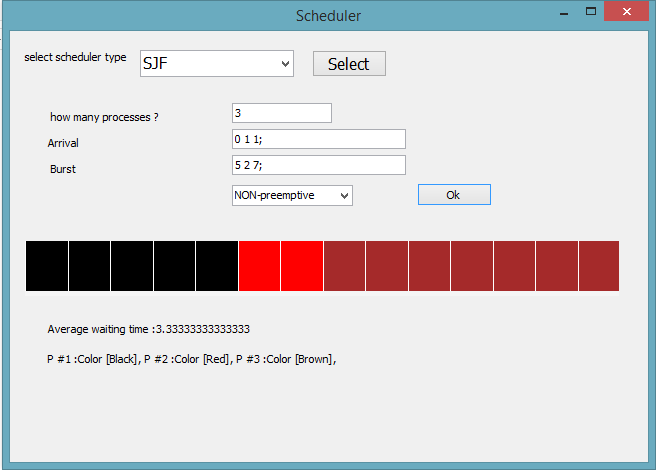 Scheduler
select scheduler type SJF Select
how many processes ? 3
Arrival 0 1 1;
Burst 5 2 7;
NON-preemptive Ok
Average waiting time :3.33333333333333
P #1 :Color [Black], P #2 :Color [Red], P #3 :Color [Brown],